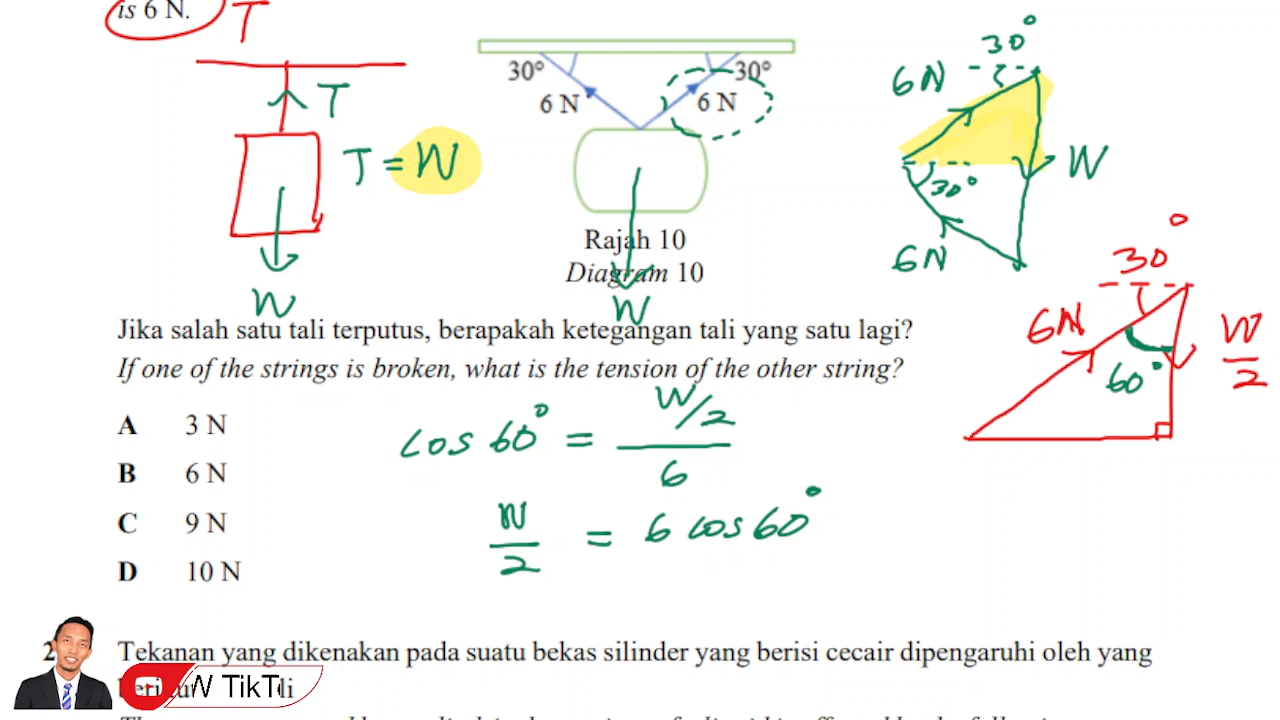 is 6 N.
T
T
T = W
W
30°
30°
6 N
6 N
W
Rajah 10
Diagram 10
30°
6N
W
30°
6N
30°
6N
W/2
60°
Jika salah satu tali terputus, berapakah ketegangan tali yang satu lagi?
If one of the strings is broken, what is the tension of the other string?
A 3 N
B 6 N
C 9 N
D 10 N
cos 60° = W/2 / 6
W/2 = 6 cos 60°
2
Tekanan yang dikenakan pada suatu bekas silinder yang berisi cecair dipengaruhi oleh yang
W TikT